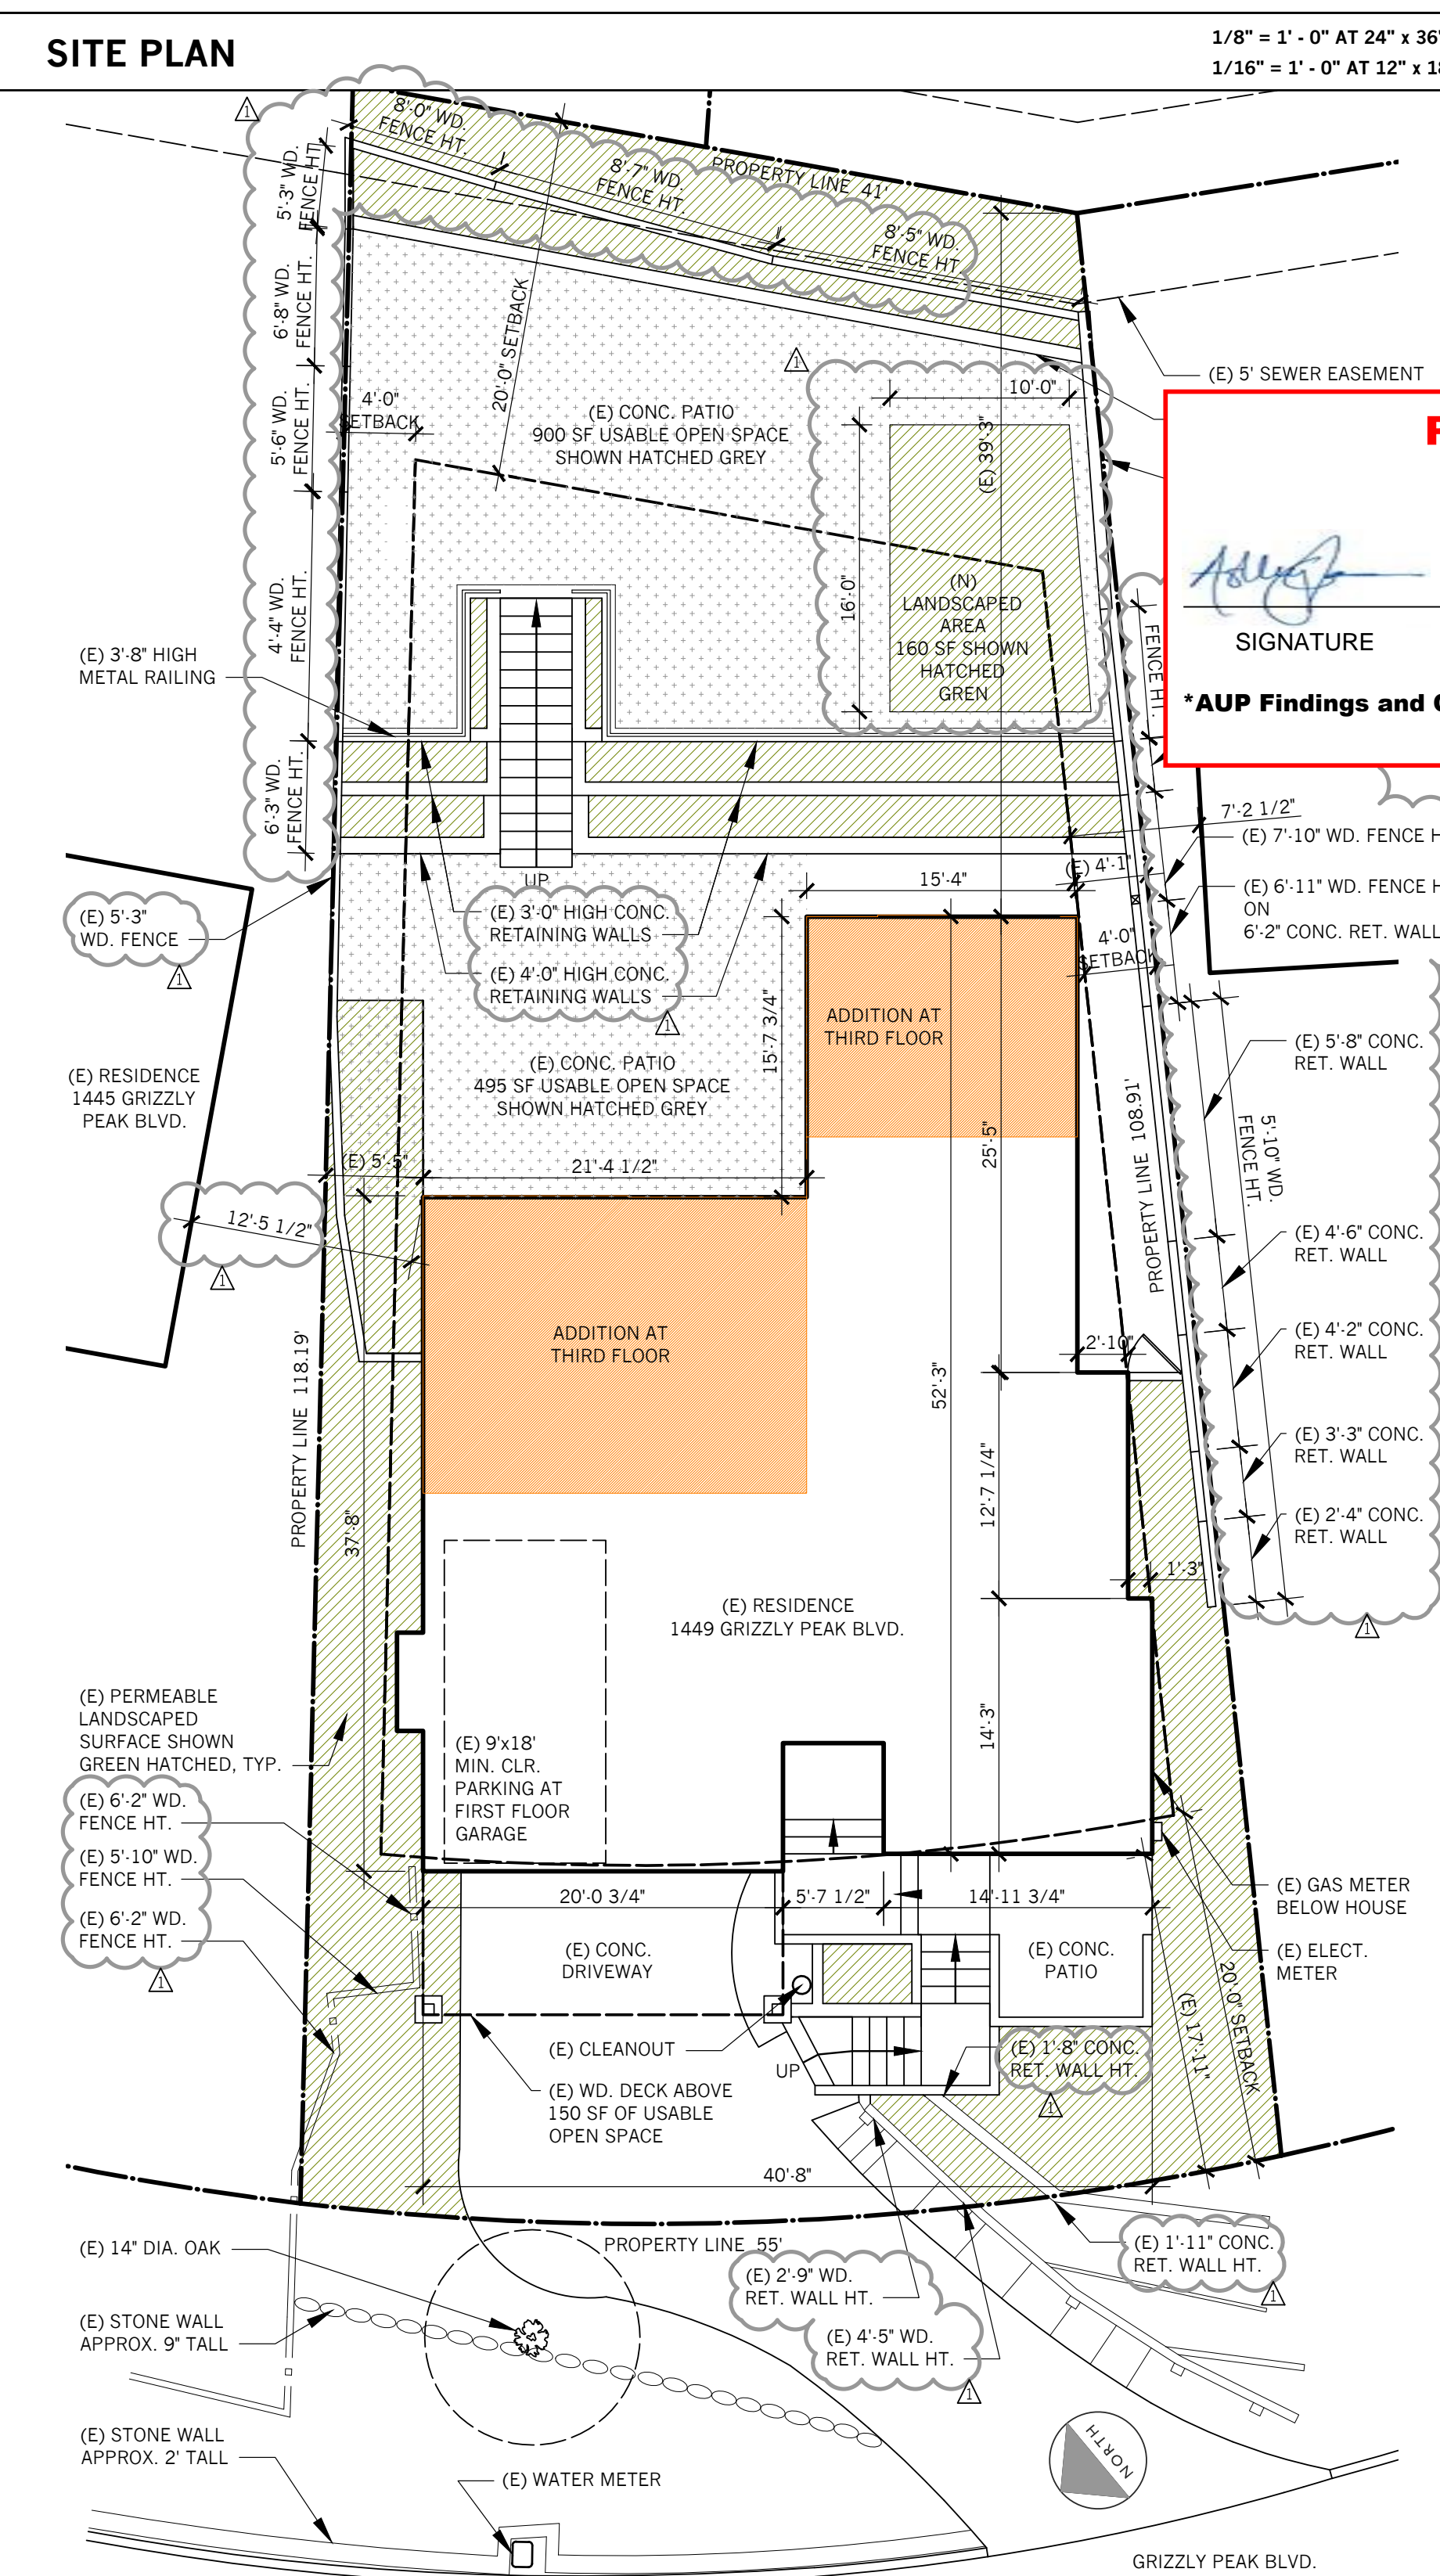 SITE PLAN
1/8" = 1' - 0" AT 24" x 36"
1/16" = 1' - 0" AT 12" x 18
1
8'-0" WD.
FENCE HT.
8'-7" WD.
FENCE HT.
PROPERTY LINE 41'
8'-5" WD.
FENCE HT.
5'-3" WD.
FENCE HT.
6'-8" WD.
FENCE HT.
5'-6" WD.
FENCE HT.
4'-4" WD.
FENCE HT.
6'-3" WD.
FENCE HT.
20'-0" SETBACK
4'-0"
SETBACK
(E) CONC. PATIO
900 SF USABLE OPEN SPACE
SHOWN HATCHED GREY
1
10'-0"
(E) 39'-3"
16'-0"
(N)
LANDSCAPED
AREA
160 SF SHOWN
HATCHED
GREN
(E) 5' SEWER EASEMENT
SIGNATURE
*AUP Findings and
FENCE HT.
(E) 3'-8" HIGH
METAL RAILING
7'-2 1/2"
(E) 7'-10" WD. FENCE H
(E) 6'-11" WD. FENCE H
ON
6'-2" CONC. RET. WALL
(E) 4'-1"
4'-0"
SETBACK
UP
15'-4"
(E) 5'-3"
WD. FENCE
1
(E) 3'-0" HIGH CONC.
RETAINING WALLS
(E) 4'-0" HIGH CONC.
RETAINING WALLS
1
15'-7 3/4"
ADDITION AT
THIRD FLOOR
(E) CONC. PATIO
495 SF USABLE OPEN SPACE
SHOWN HATCHED GREY
(E) RESIDENCE
1445 GRIZZLY
PEAK BLVD.
(E) 5'-8" CONC.
RET. WALL
5'-10" WD.
FENCE HT.
PROPERTY LINE 108.91'
25'-5"
(E) 5'-5"
21'-4 1/2"
12'-5 1/2"
1
(E) 4'-6" CONC.
RET. WALL
ADDITION AT
THIRD FLOOR
2'-10"
(E) 4'-2" CONC.
RET. WALL
52'-3"
PROPERTY LINE 118.19'
(E) 3'-3" CONC.
RET. WALL
12'-7 1/4"
(E) 2'-4" CONC.
RET. WALL
37'-8"
1'-3"
1
(E) RESIDENCE
1449 GRIZZLY PEAK BLVD.
14'-3"
(E) PERMEABLE
LANDSCAPED
SURFACE SHOWN
GREEN HATCHED, TYP.
(E) 9'x18'
MIN. CLR.
PARKING AT
FIRST FLOOR
GARAGE
(E) 6'-2" WD.
FENCE HT.
(E) 5'-10" WD.
FENCE HT.
(E) 6'-2" WD.
FENCE HT.
1
20'-0 3/4"
5'-7 1/2"
14'-11 3/4"
(E) GAS METER
BELOW HOUSE
(E) ELECT.
METER
(E) CONC.
DRIVEWAY
(E) CONC.
PATIO
20'-0" SETBACK
(E) 17'-11"
(E) CLEANOUT
UP
(E) 1'-8" CONC.
RET. WALL HT.
1
(E) WD. DECK ABOVE
150 SF OF USABLE
OPEN SPACE
40'-8"
PROPERTY LINE 55'
(E) 14" DIA. OAK
(E) 1'-11" CONC.
RET. WALL HT.
1
(E) 2'-9" WD.
RET. WALL HT.
(E) 4'-5" WD.
RET. WALL HT.
1
(E) STONE WALL
APPROX. 9" TALL
(E) STONE WALL
APPROX. 2' TALL
(E) WATER METER
NORTH
GRIZZLY PEAK BLVD.